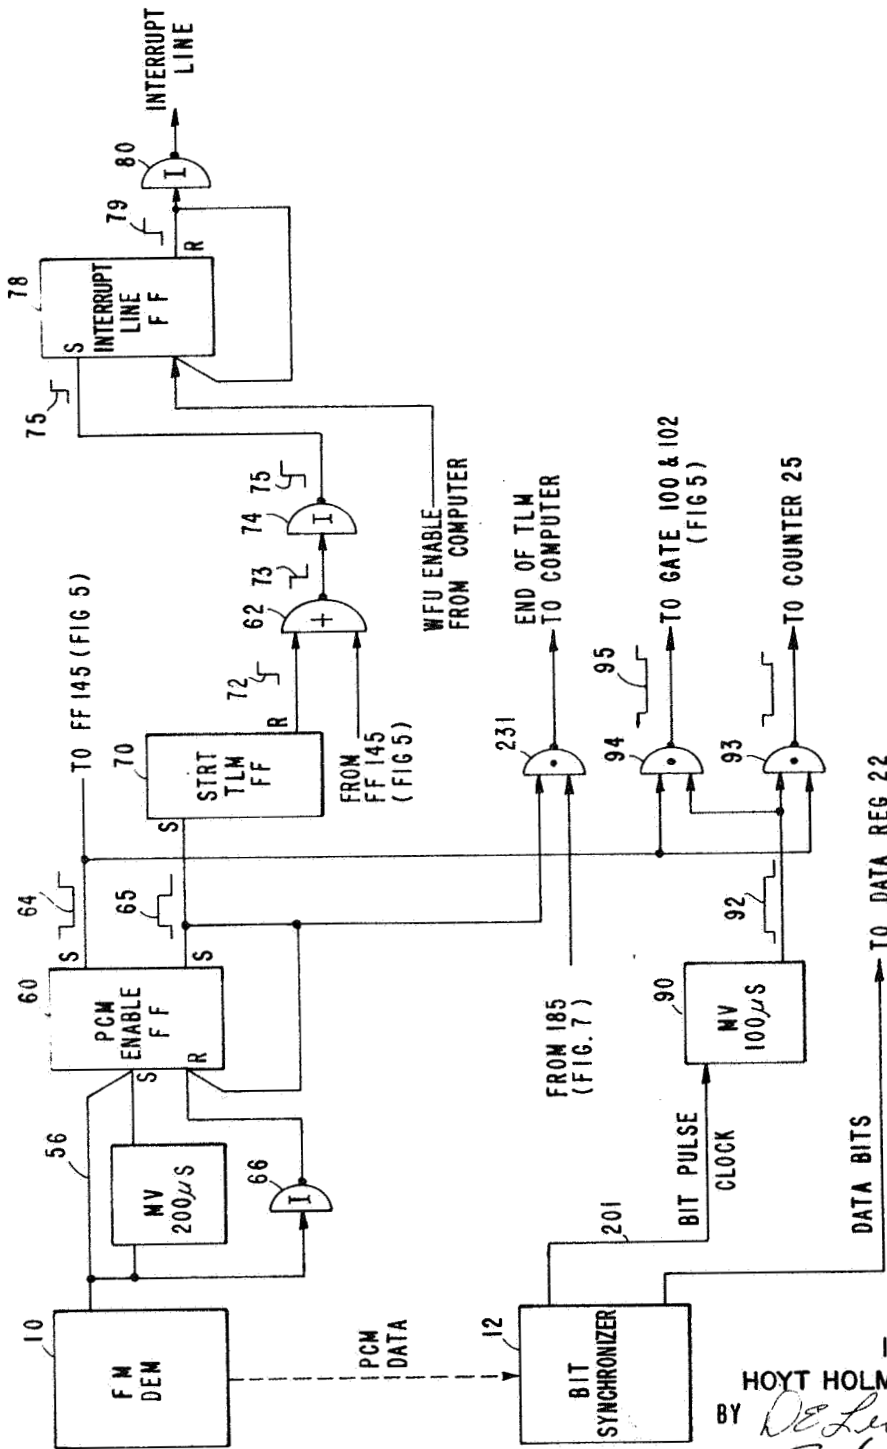 10
FM
DEM
56
MV
200µS
I
66
60
PCM
ENABLE
FF
S
R
S
S
64
65
TO FF 145 (FIG 5)
70
STRT
TLM
FF
S
R
72
FROM
FF 145
(FIG 5)
62
+
73
74
I
75
75
78
S
INTERRUPT
LINE
FF
R
79
80
I
INTERRUPT
LINE
WFU ENABLE
FROM COMPUTER
231
END OF TLM
TO COMPUTER
FROM 185
(FIG. 7)
94
95
TO GATE 100 & 102
(FIG 5)
93
TO COUNTER 25
PCM
DATA
12
BIT
SYNCHRONIZER
201
BIT PULSE
CLOCK
90
MV
100µS
92
DATA BITS
TO DATA REG 22
HOYT HOLM
BY